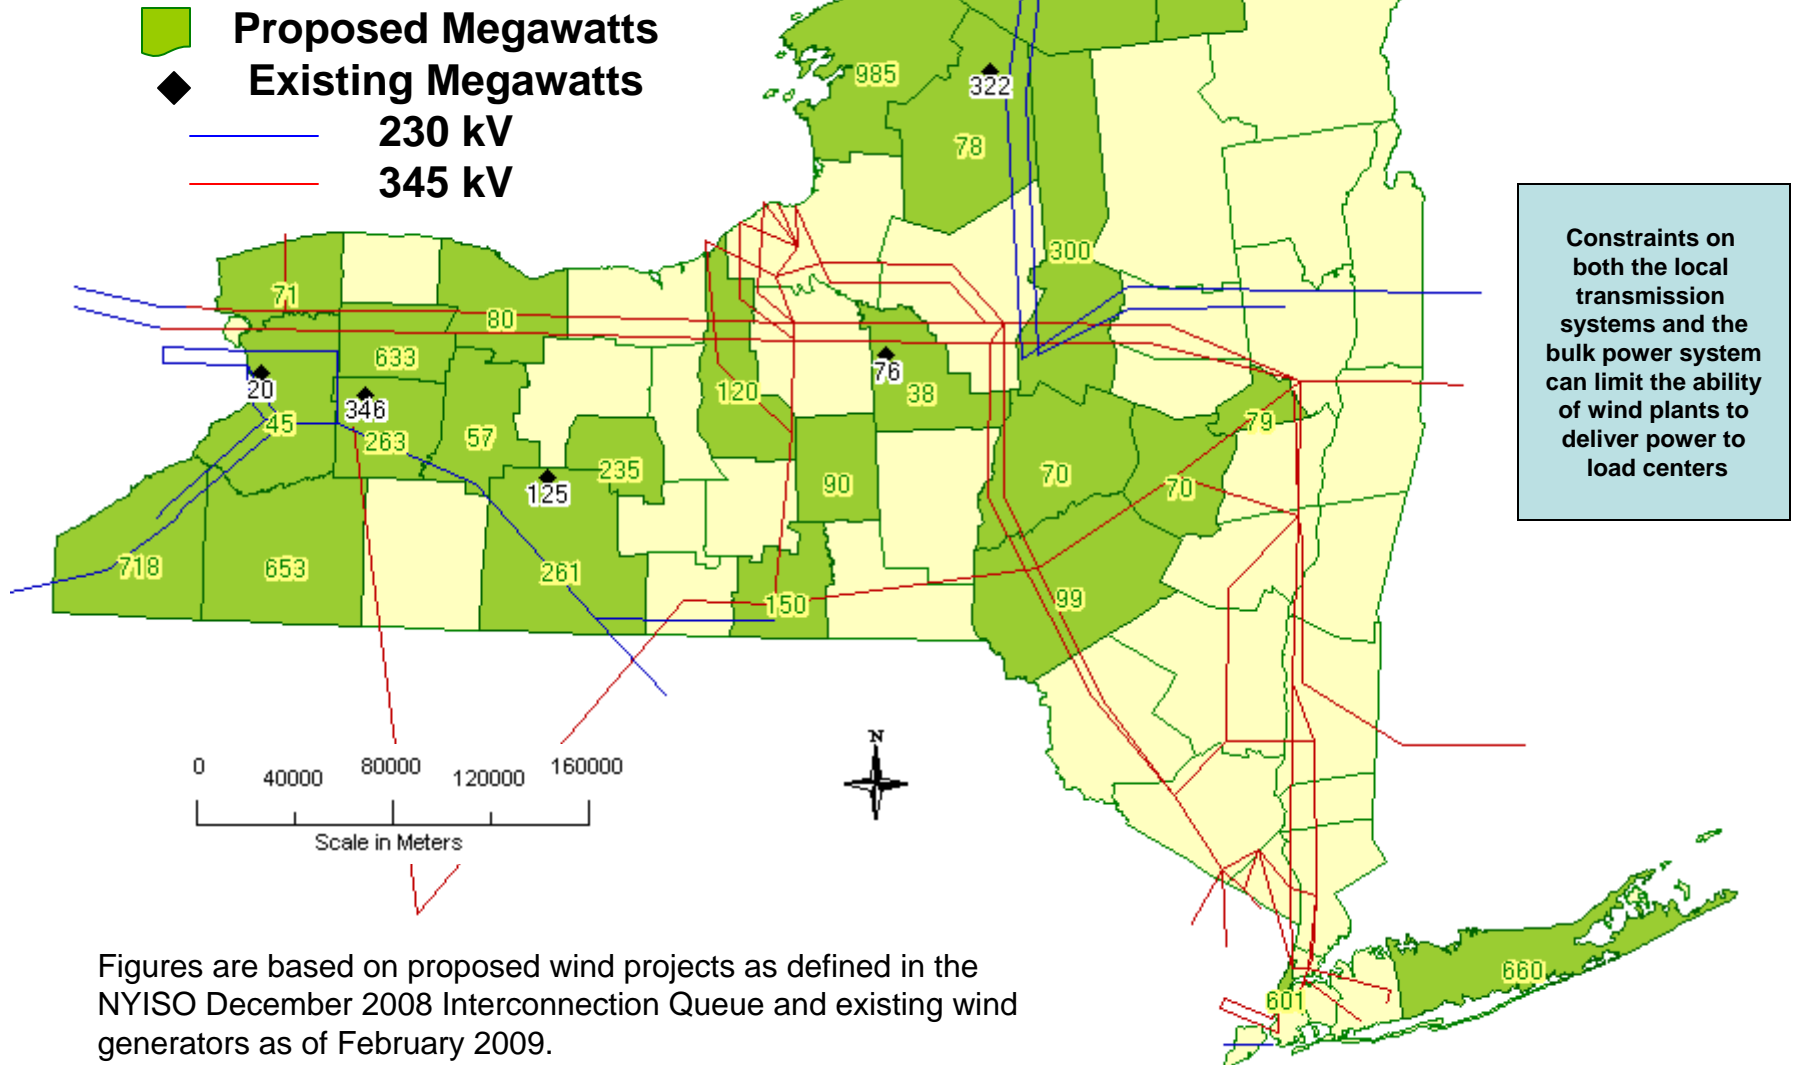 Proposed Megawatts
Existing Megawatts
230 kV
345 kV
985
322
78
300
71
80
633
20
346
45
263
57
125
235
120
76
38
90
70
70
79
718
653
261
150
99
660
601
Constraints on
both the local
transmission
systems and the
bulk power system
can limit the ability
of wind plants to
deliver power to
load centers
N
0
40000
80000
120000
160000
Scale in Meters
Figures are based on proposed wind projects as defined in the
NYISO December 2008 Interconnection Queue and existing wind
generators as of February 2009.